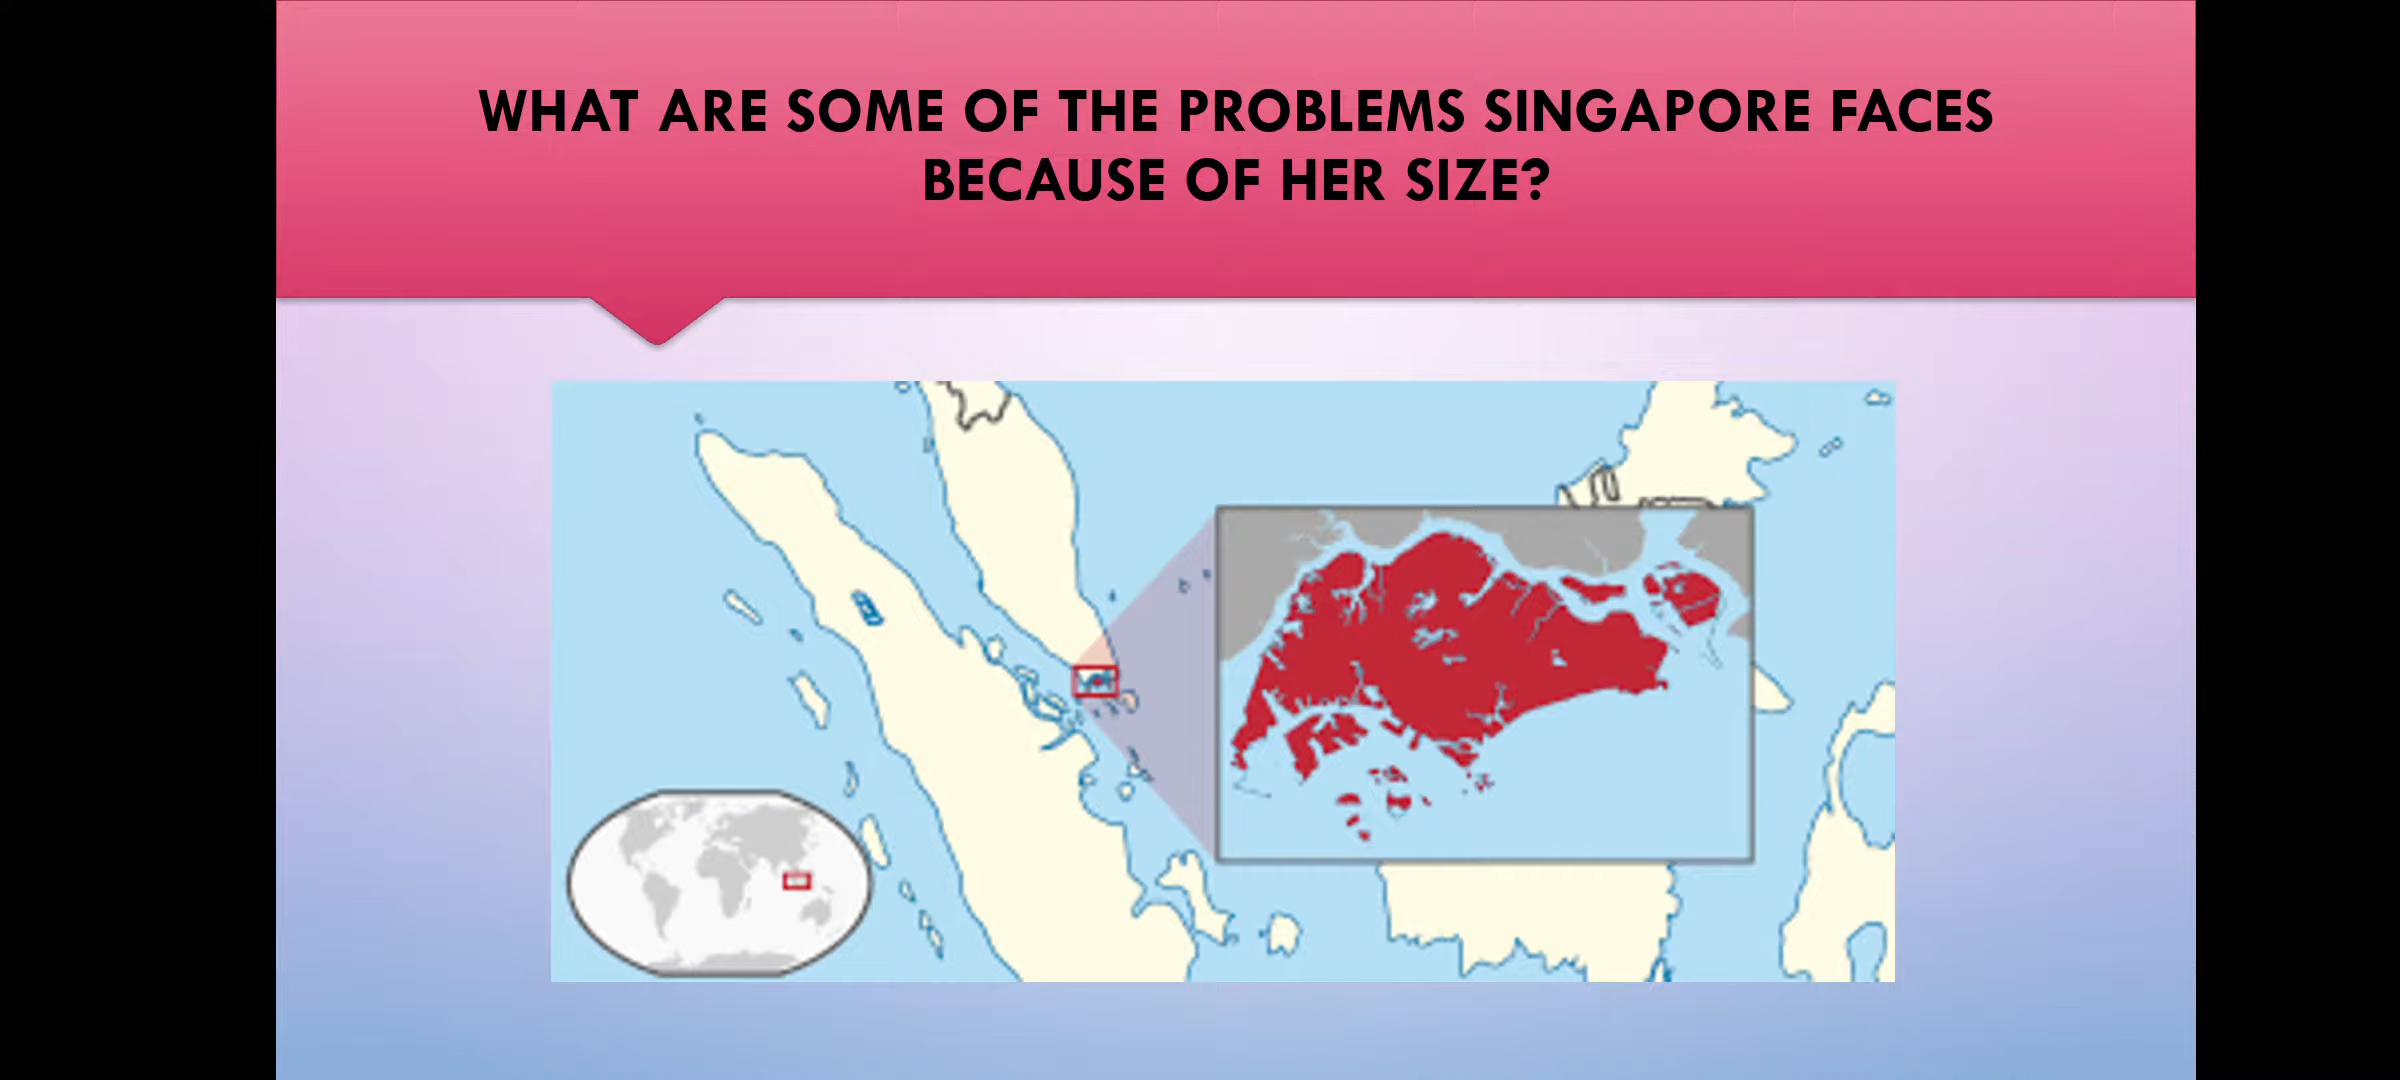 WHAT ARE SOME OF THE PROBLEMS SINGAPORE FACES
BECAUSE OF HER SIZE?